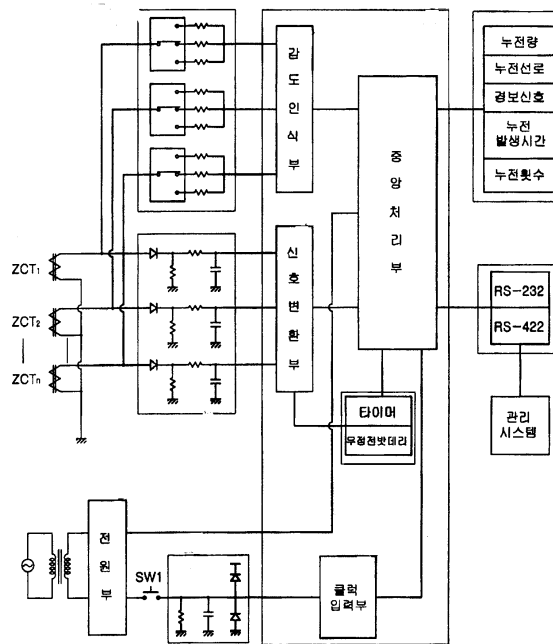 감도인식부
누전량
누전선로
경보신호
누전
발생시간
누전횟수
중앙처리부
ZCT1
ZCT2
ZCTn
신호변환부
RS-232
RS-422
타이머
무정전밧데리
관리
시스템
전원부
SW1
클럭
입력부